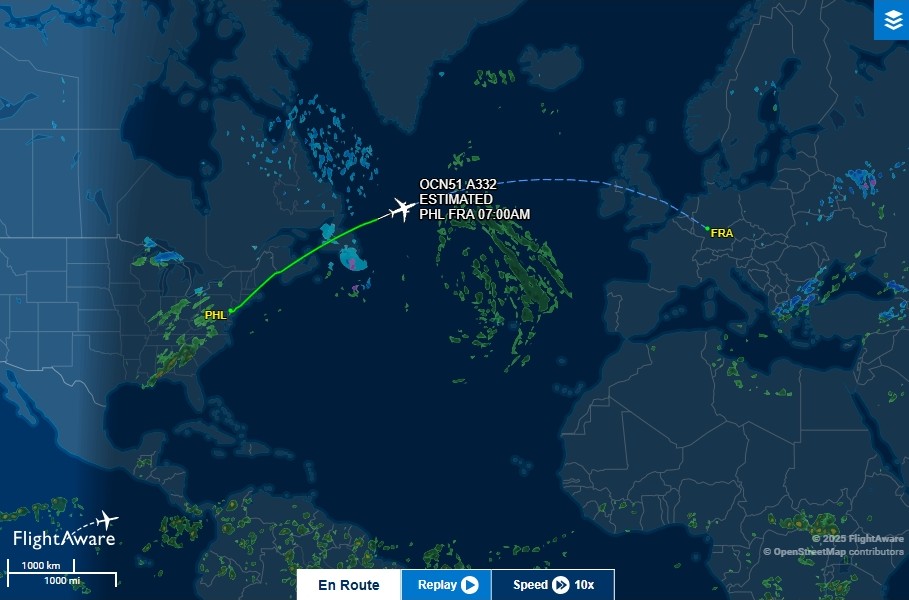 OCN51 A332
ESTIMATED
PHL FRA 07:00AM
FRA
PHL
FlightAware
© 2025 FlightAware
© OpenStreetMap contributors
1000 km
1000 mi
En Route
Replay
Speed 10x